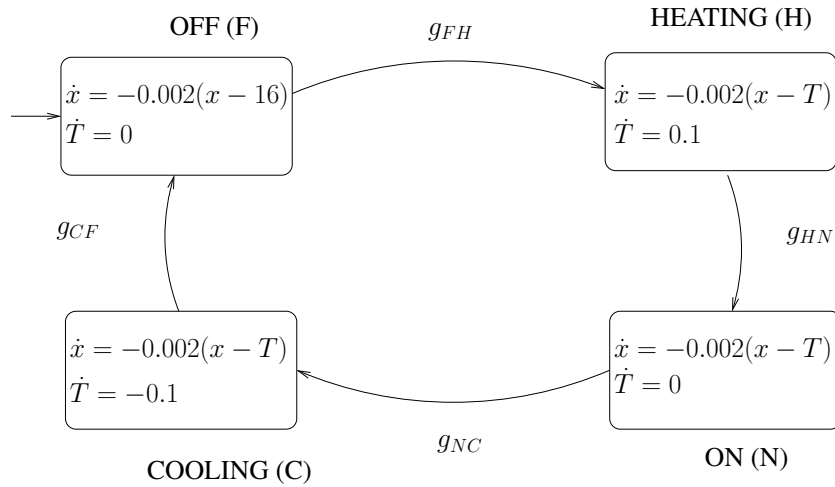 OFF (F)
HEATING (H)
g_{FH}
ẋ = −0.002(x − 16)
Ṫ = 0
ẋ = −0.002(x − T)
Ṫ = 0.1
g_{CF}
g_{HN}
ẋ = −0.002(x − T)
Ṫ = −0.1
ẋ = −0.002(x − T)
Ṫ = 0
g_{NC}
COOLING (C)
ON (N)